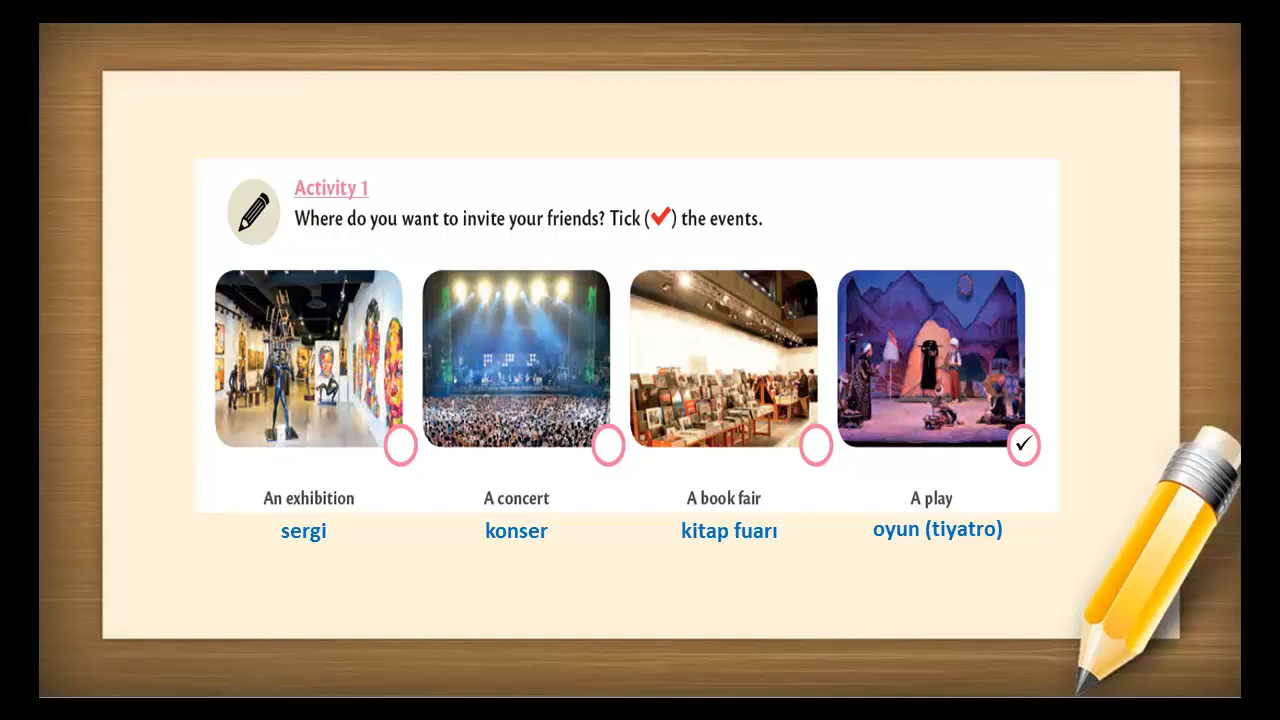 Activity 1
Where do you want to invite your friends? Tick (✓) the events.
An exhibition
A concert
A book fair
A play
sergi
konser
kitap fuarı
oyun (tiyatro)